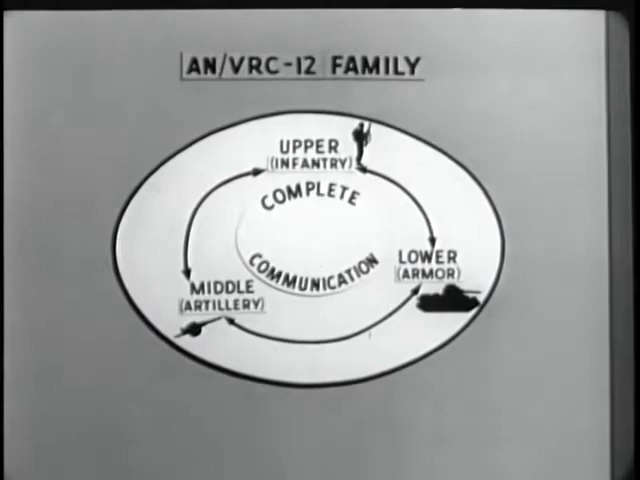 AN/VRC-12 FAMILY
UPPER
(INFANTRY)
COMPLETE
COMMUNICATION
LOWER
(ARMOR)
MIDDLE
(ARTILLERY)